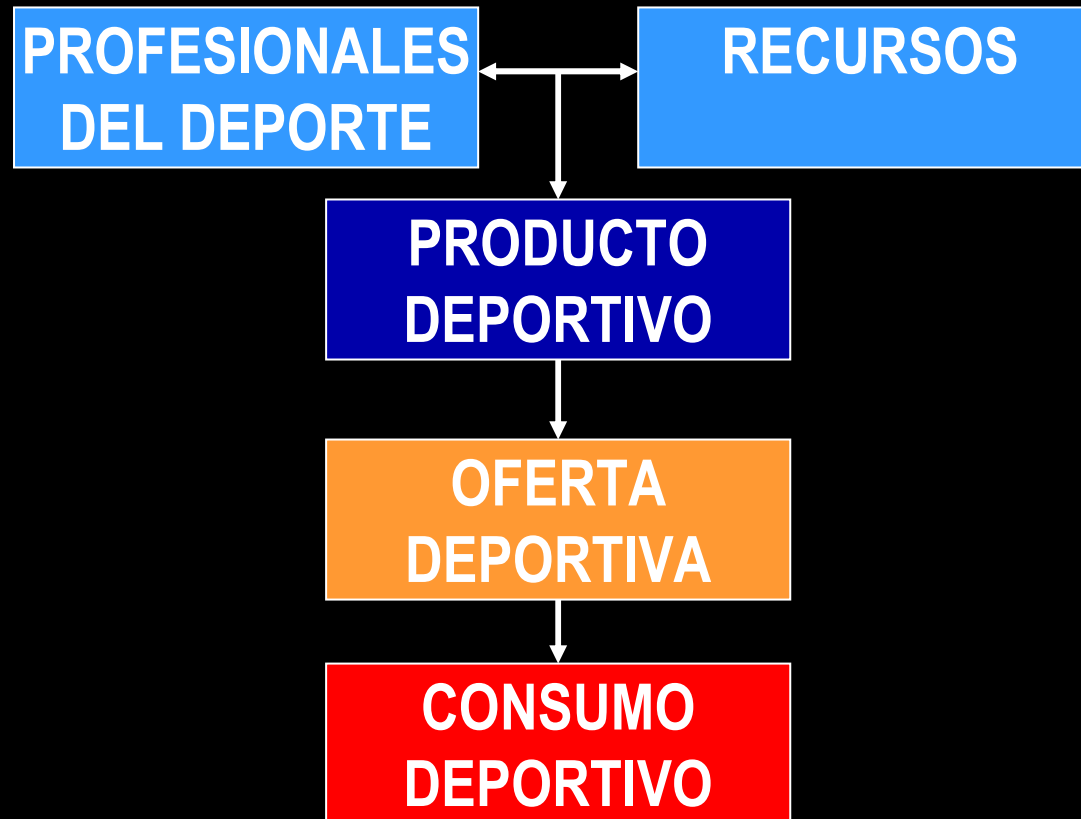 PROFESIONALES
DEL DEPORTE
RECURSOS
PRODUCTO
DEPORTIVO
OFERTA
DEPORTIVA
CONSUMO
DEPORTIVO